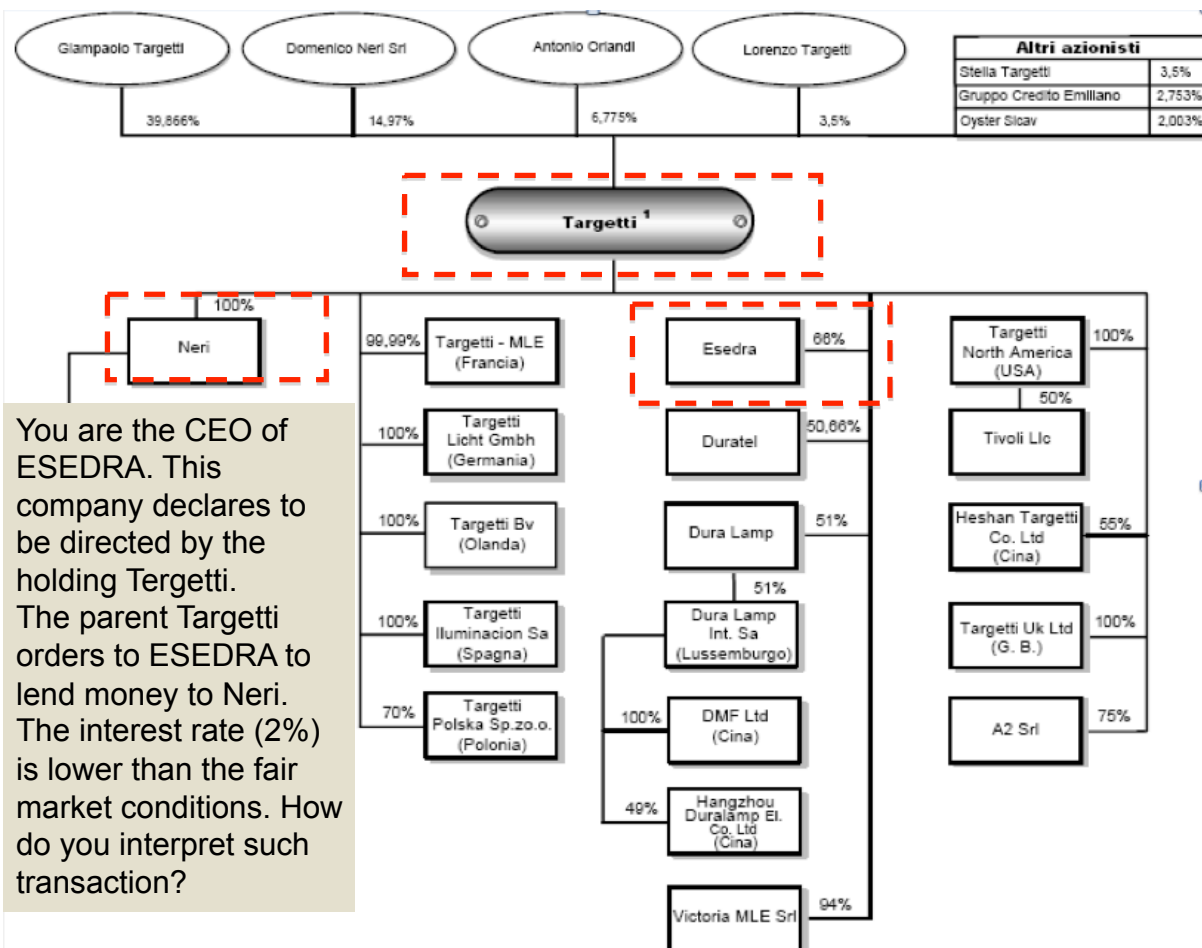 Giampaolo Targetti
Domenico Neri Srl
Antonio Orlandi
Lorenzo Targetti
Altri azionisti
Stella Targetti 3,5%
Gruppo Credito Emiliano 2,753%
Oyster Sicav 2,003%
39,866%
14,97%
6,775%
3,5%
Targetti 1
100%
Neri
99,99%
Targetti - MLE
(Francia)
100%
Targetti
Licht Gmbh
(Germania)
100%
Targetti Bv
(Olanda)
100%
Targetti
Iluminacion Sa
(Spagna)
70%
Targetti
Polska Sp.zo.o.
(Polonia)
Esedra
66%
Duratel
50,66%
Dura Lamp
51%
51%
Dura Lamp
Int. Sa
(Lussemburgo)
100%
DMF Ltd
(Cina)
49%
Hangzhou
Duralamp El.
Co. Ltd
(Cina)
Victoria MLE Srl
94%
Targetti
North America
(USA)
100%
50%
Tivoli Llc
Heshan Targetti
Co. Ltd
(Cina)
55%
Targetti Uk Ltd
(G. B.)
100%
A2 Srl
75%
You are the CEO of
ESEDRA. This
company declares to
be directed by the
holding Tergetti.
The parent Targetti
orders to ESEDRA to
lend money to Neri.
The interest rate (2%)
is lower than the fair
market conditions. How
do you interpret such
transaction?